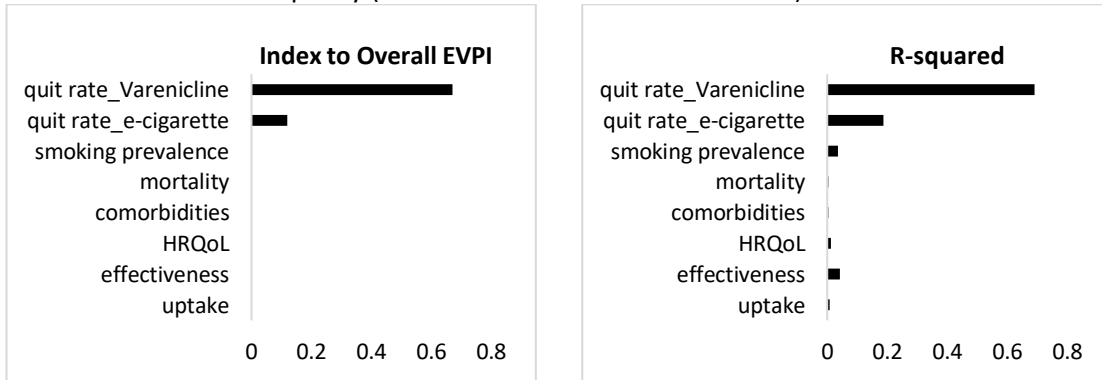 Index to Overall EVPI
quit rate_Varenicline
quit rate_e-cigarette
smoking prevalence
mortality
comorbidities
HRQoL
effectiveness
uptake
0 0.2 0.4 0.6 0.8
R-squared
quit rate_Varenicline
quit rate_e-cigarette
smoking prevalence
mortality
comorbidities
HRQoL
effectiveness
uptake
0 0.2 0.4 0.6 0.8